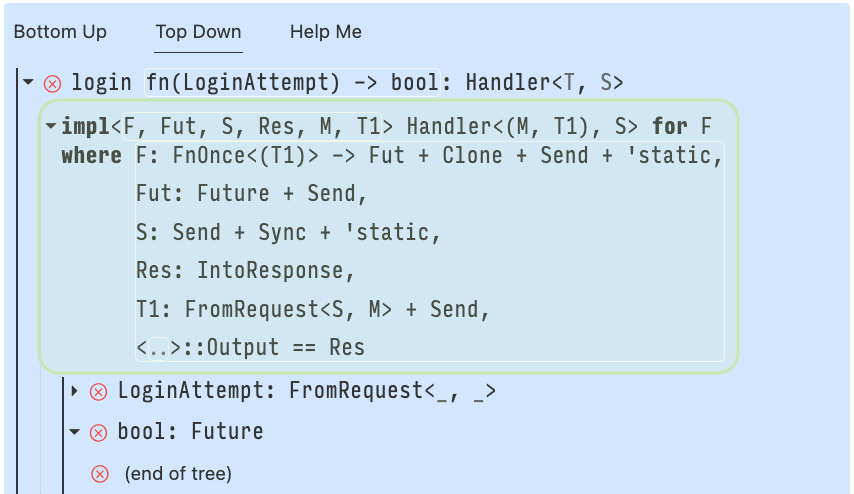 Bottom Up Top Down Help Me
login fn(LoginAttempt) -> bool: Handler<T, S>
impl<F, Fut, S, Res, M, T1> Handler<(M, T1), S> for F
where F: FnOnce<(T1)> -> Fut + Clone + Send + 'static,
Fut: Future + Send,
S: Send + Sync + 'static,
Res: IntoResponse,
T1: FromRequest<S, M> + Send,
<..>::Output == Res
LoginAttempt: FromRequest<_, _>
bool: Future
(end of tree)